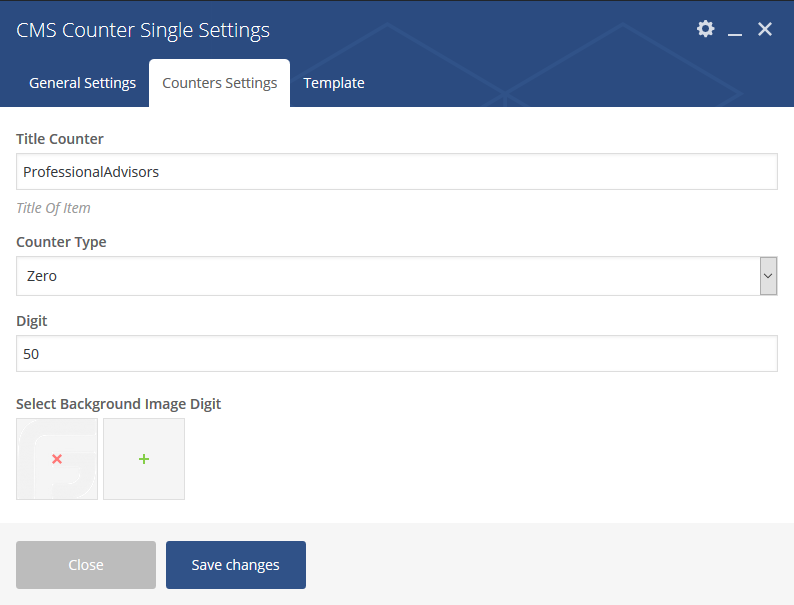 CMS Counter Single Settings
General Settings Counters Settings Template
Title Counter
ProfessionalAdvisors
Title Of Item
Counter Type
Zero
Digit
50
Select Background Image Digit
Close Save changes